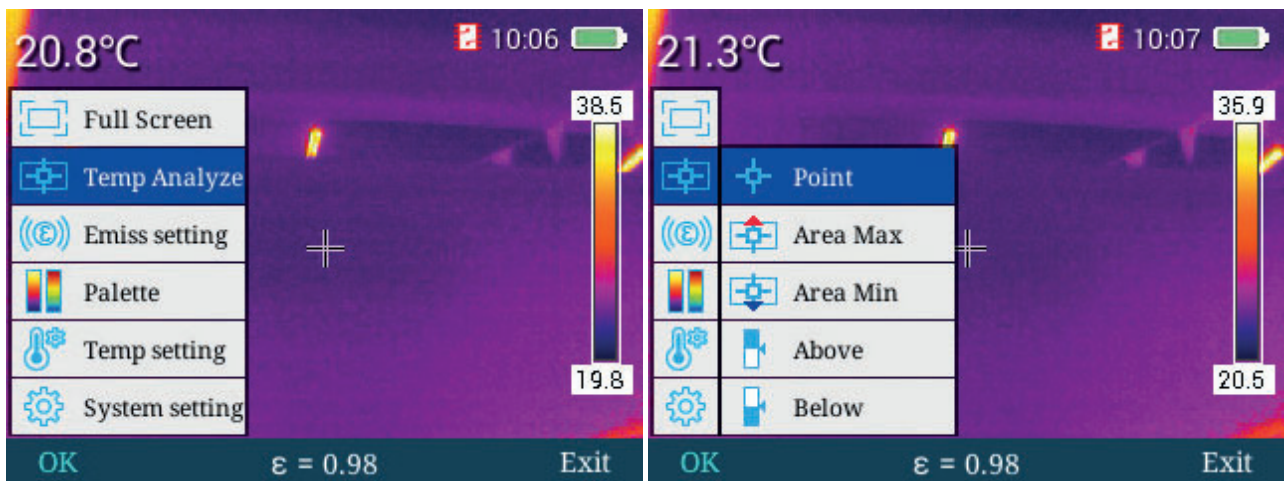 20.8°C
10:06
38.5
Full Screen
Temp Analyze
((ε))
Emiss setting
Palette
Temp setting
19.8
System setting
OK
ε = 0.98
Exit
21.3°C
10:07
35.9
Point
((ε))
Area Max
Area Min
Above
20.5
Below
OK
ε = 0.98
Exit